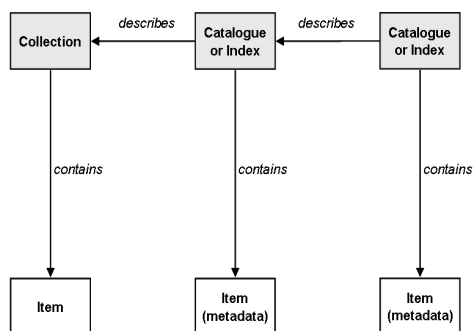 describes
describes
Collection
Catalogue
or Index
Catalogue
or Index
contains
contains
contains
Item
Item
(metadata)
Item
(metadata)